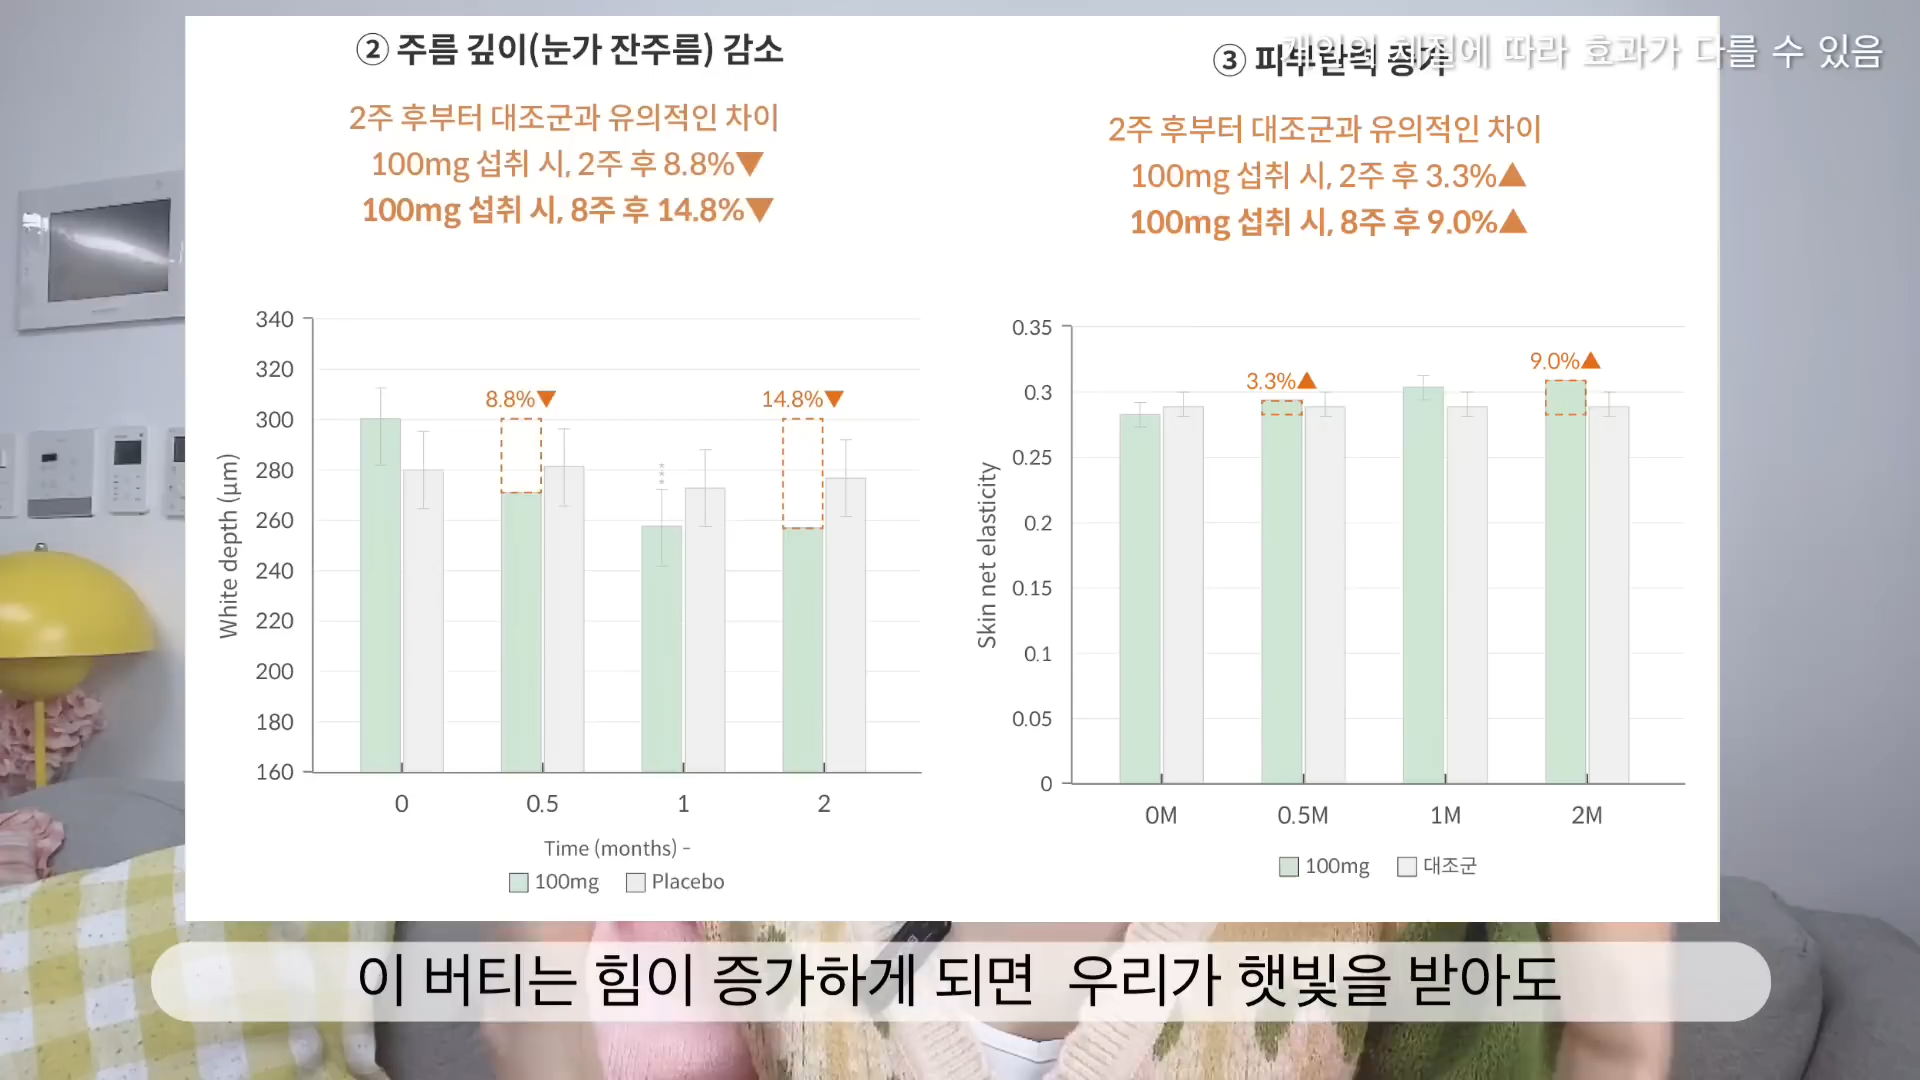 ② 주름 깊이(눈가 잔주름) 감소
2주 후부터 대조군과 유의적인 차이
100mg 섭취 시, 2주 후 8.8%▼
100mg 섭취 시, 8주 후 14.8%▼
340
320
300
280
260
240
220
200
180
160
White depth (μm)
8.8%▼
14.8%▼
***
0
0.5
1
2
Time (months) -
100mg
Placebo
③ 피부탄력 증가
개인의 체질에 따라 효과가 다를 수 있음
2주 후부터 대조군과 유의적인 차이
100mg 섭취 시, 2주 후 3.3%▲
100mg 섭취 시, 8주 후 9.0%▲
0.35
0.3
0.25
0.2
0.15
0.1
0.05
0
Skin net elasticity
3.3%▲
9.0%▲
0M
0.5M
1M
2M
100mg
대조군
이 버티는 힘이 증가하게 되면 우리가 햇빛을 받아도